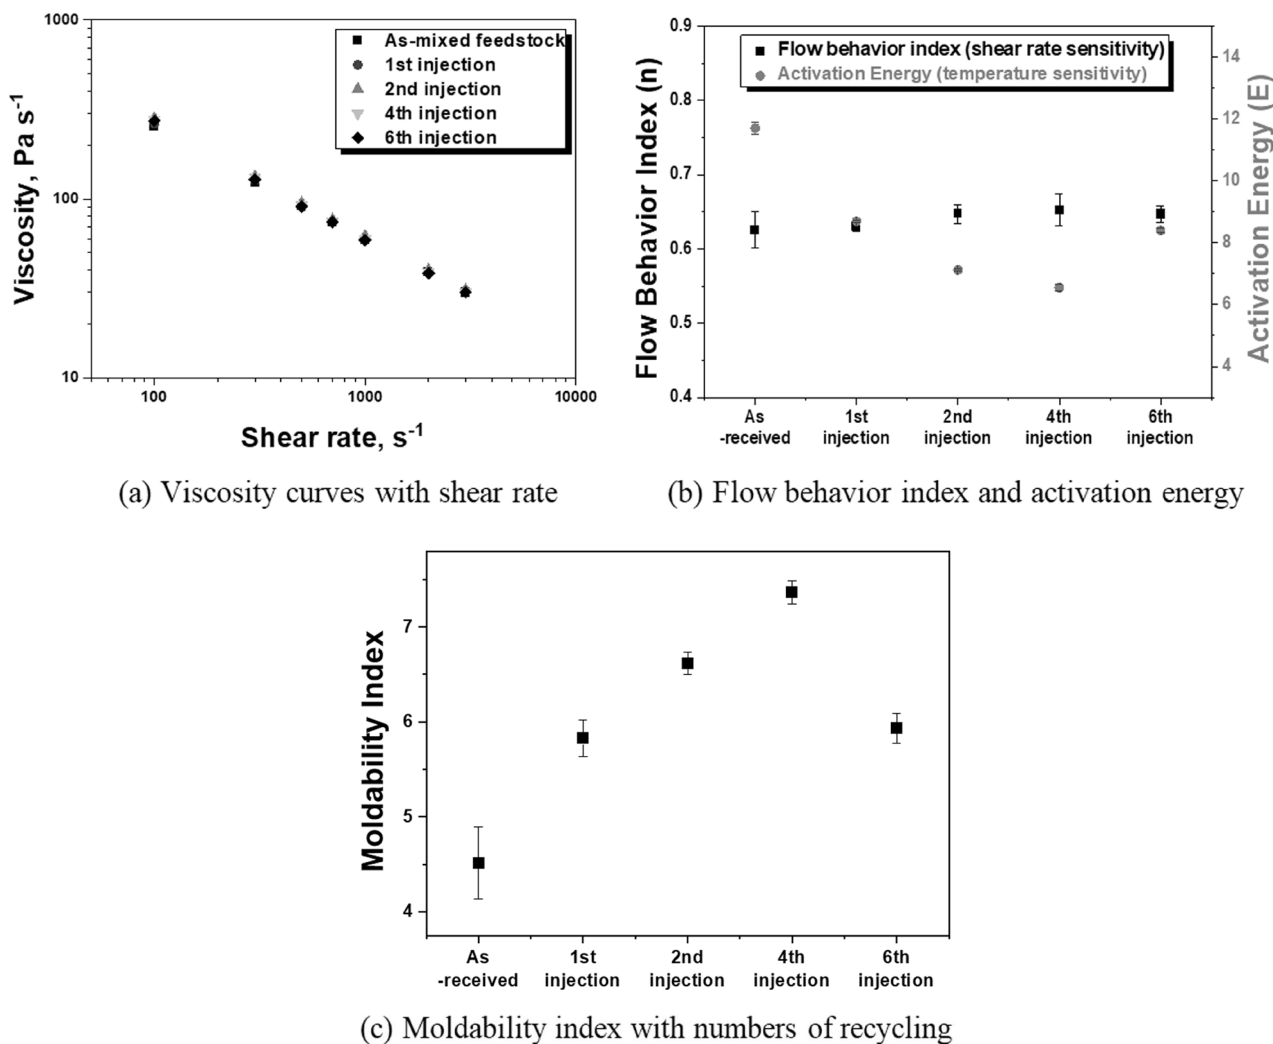 1000
100
10
Viscosity, Pa s-1
As-mixed feedstock
1st injection
2nd injection
4th injection
6th injection
100
1000
10000
Shear rate, s-1
(a) Viscosity curves with shear rate
0.9
0.8
0.7
0.6
0.5
0.4
Flow Behavior Index (n)
Flow behavior index (shear rate sensitivity)
Activation Energy (temperature sensitivity)
14
12
10
8
6
4
Activation Energy (E)
As
-received
1st
injection
2nd
injection
4th
injection
6th
injection
(b) Flow behavior index and activation energy
7
6
5
4
Moldability Index
As
-received
1st
injection
2nd
injection
4th
injection
6th
injection
(c) Moldability index with numbers of recycling